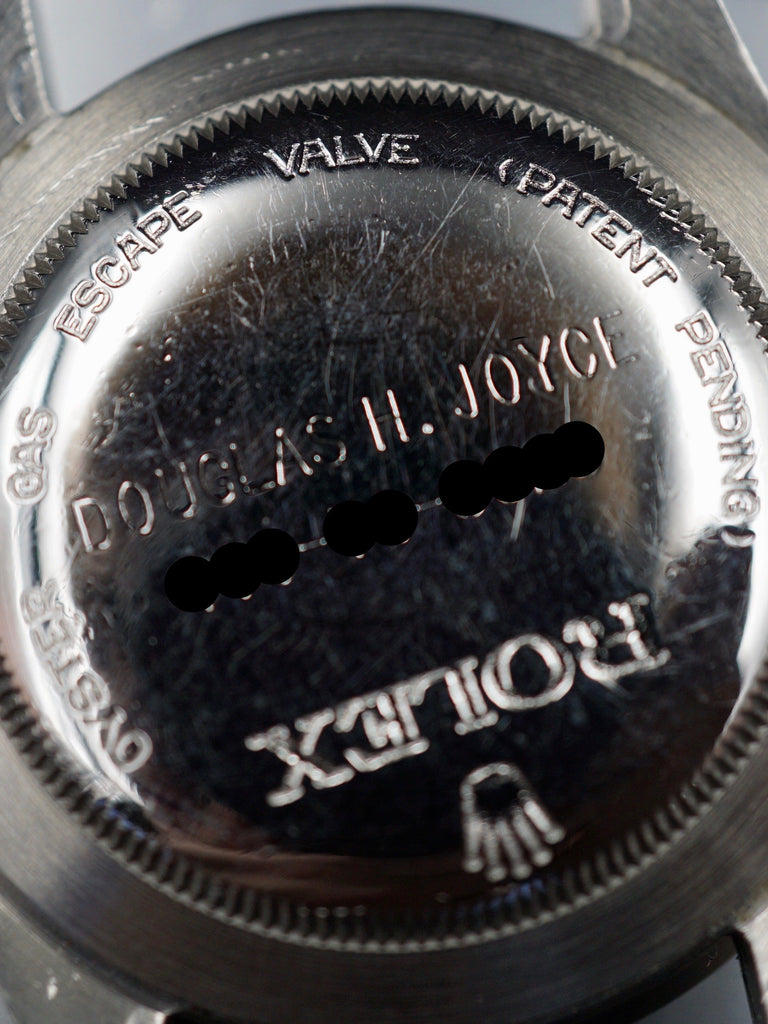 OYSTER GAS ESCAPE VALVE (PATENT PENDING)
DOUGLAS H. JOYCE
ROLEX